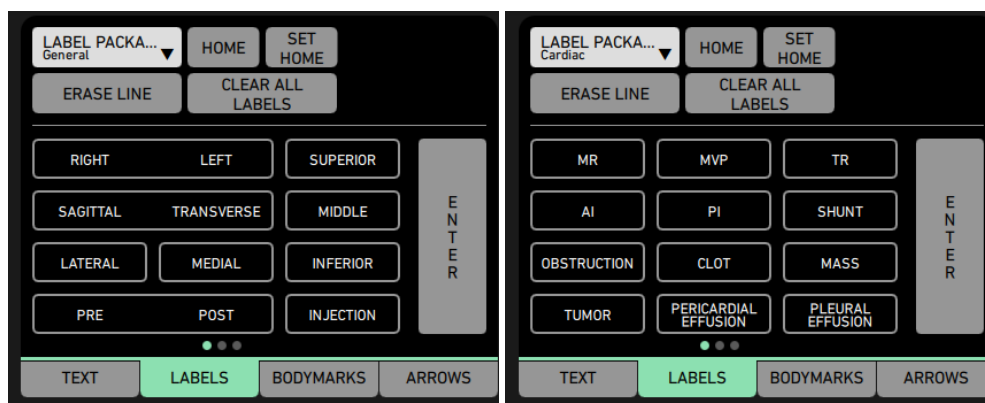 LABEL PACKA...
General
HOME
SET
HOME
ERASE LINE
CLEAR ALL
LABELS
RIGHT LEFT
SUPERIOR
SAGITTAL TRANSVERSE
MIDDLE
LATERAL
MEDIAL
INFERIOR
PRE POST
INJECTION
ENTER
TEXT
LABELS
BODYMARKS
ARROWS
LABEL PACKA...
Cardiac
HOME
SET
HOME
ERASE LINE
CLEAR ALL
LABELS
MR
MVP
TR
AI
PI
SHUNT
OBSTRUCTION
CLOT
MASS
TUMOR
PERICARDIAL
EFFUSION
PLEURAL
EFFUSION
ENTER
TEXT
LABELS
BODYMARKS
ARROWS